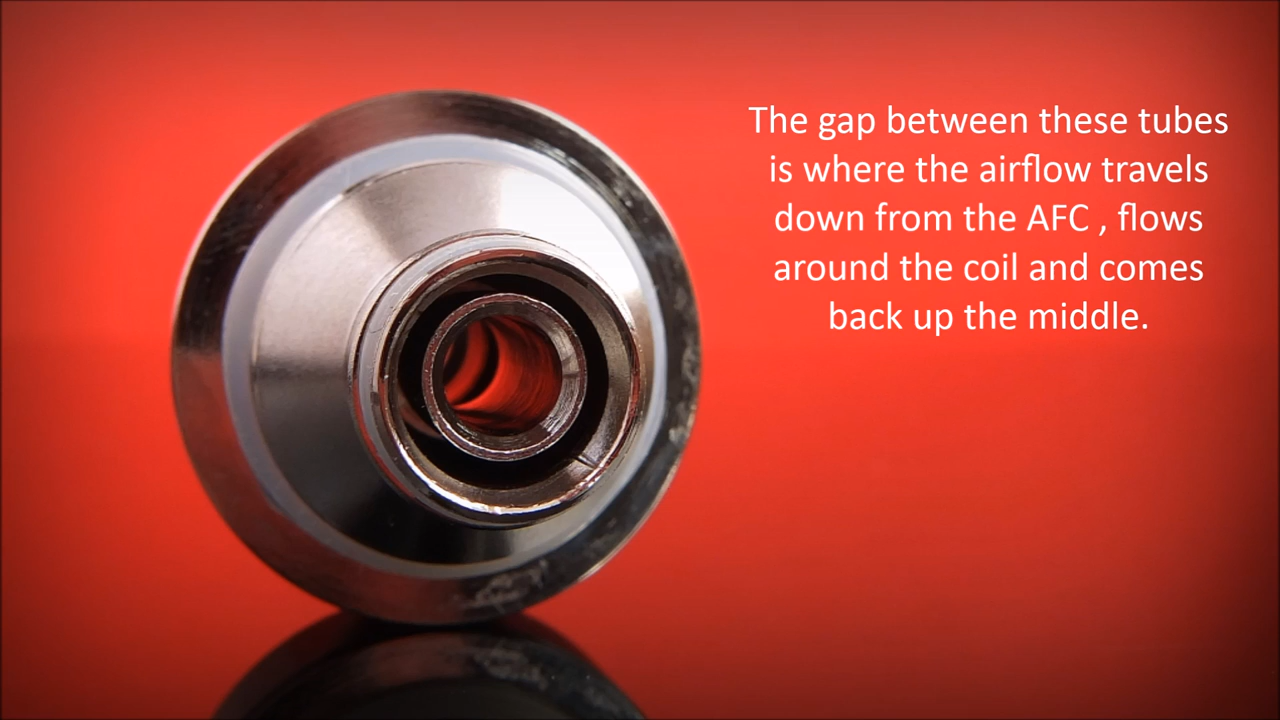 The gap between these tubes
is where the airflow travels
down from the AFC , flows
around the coil and comes
back up the middle.